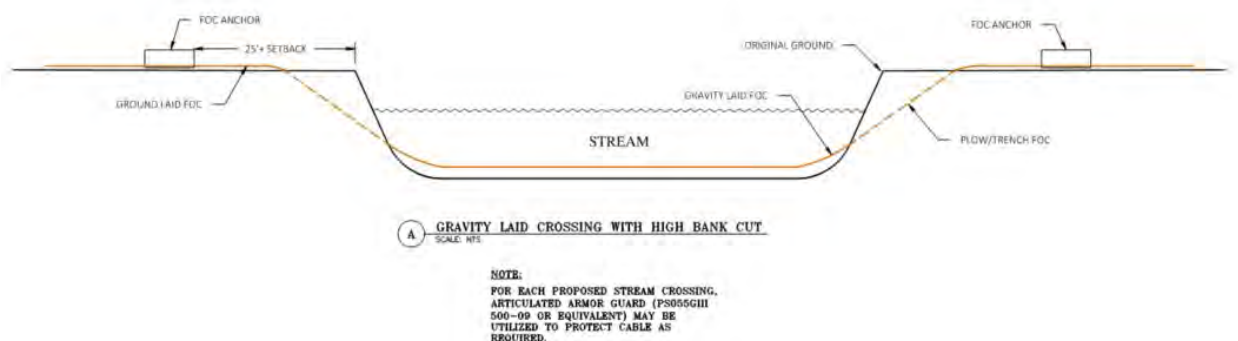 FOC ANCHOR
25'+ SETBACK
ORIGINAL GROUND
FOC ANCHOR
GROUND LAID FOC
GRAVITY LAID FOC
STREAM
PLOW/TRENCH FOC
A GRAVITY LAID CROSSING WITH HIGH BANK CUT
SCALE: NTS
NOTE:
FOR EACH PROPOSED STREAM CROSSING,
ARTICULATED ARMOR GUARD (PS055GIII
500-09 OR EQUIVALENT) MAY BE
UTILIZED TO PROTECT CABLE AS
REQUIRED.